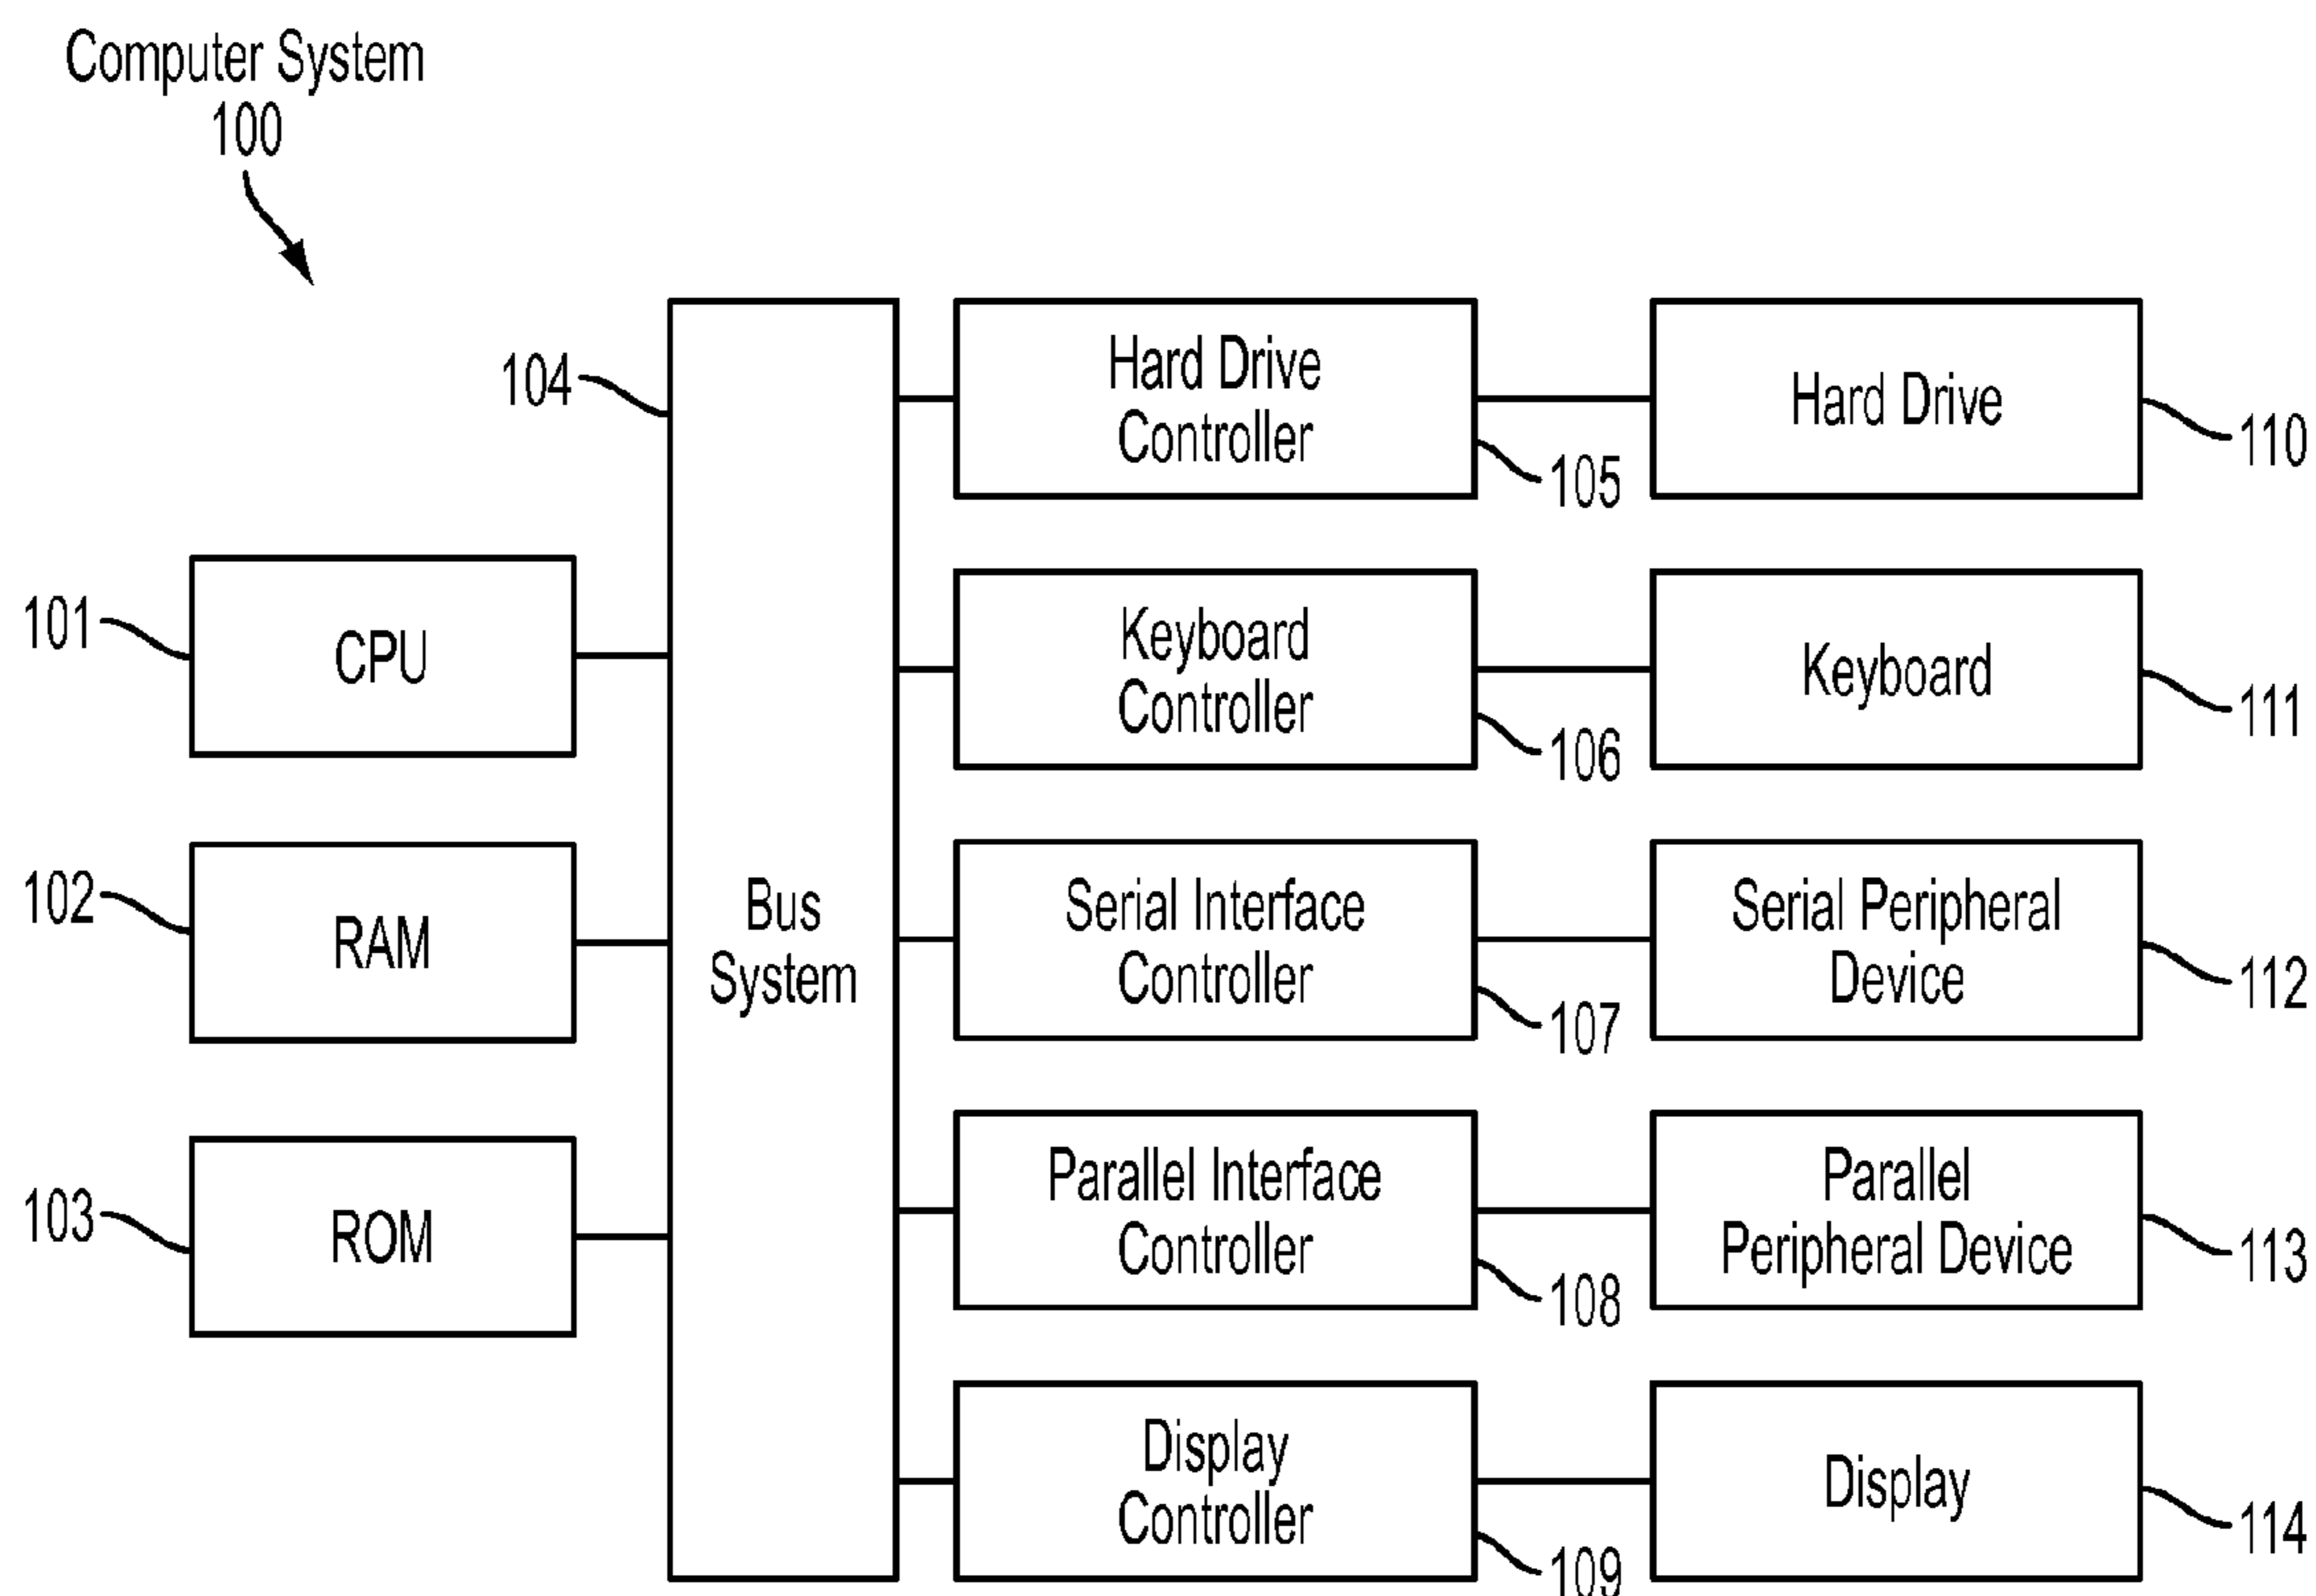 Computer System
100
104
101
CPU
102
RAM
103
ROM
Bus
System
Hard Drive
Controller
105
Hard Drive
110
Keyboard
Controller
106
Keyboard
111
Serial Interface
Controller
107
Serial Peripheral
Device
112
Parallel Interface
Controller
108
Parallel
Peripheral Device
113
Display
Controller
109
Display
114